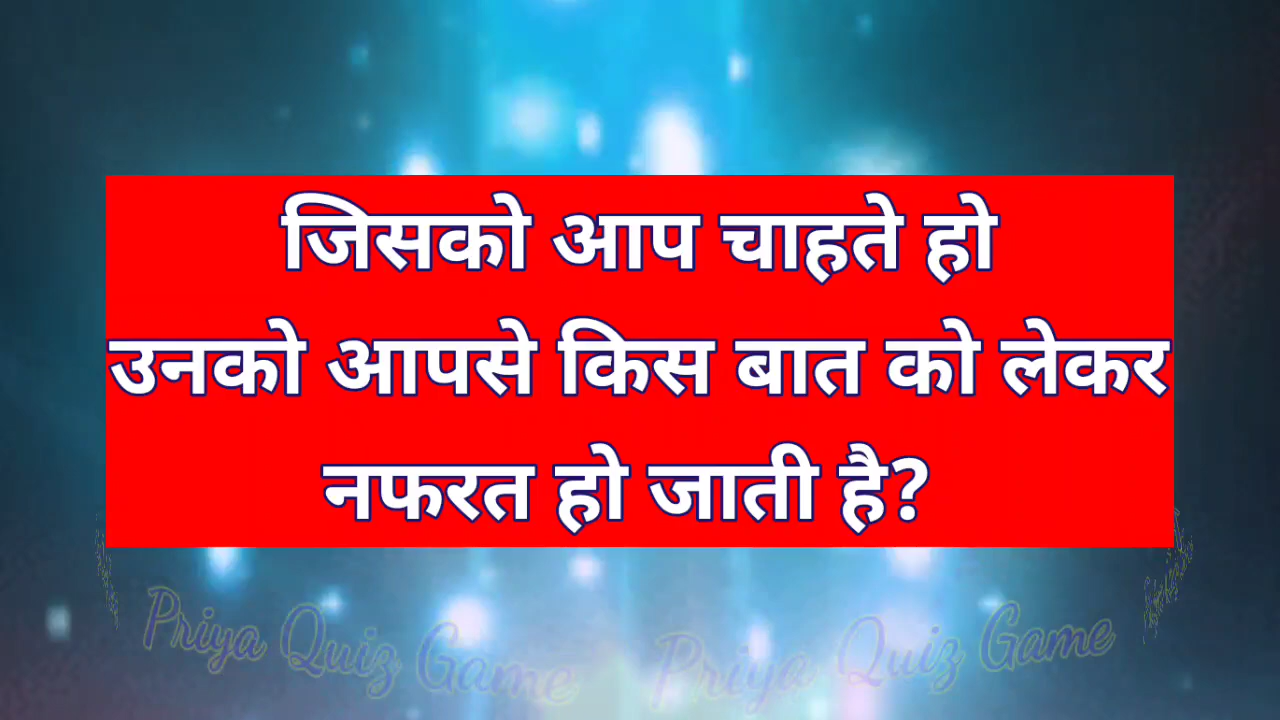 जिसको आप चाहते हो
उनको आपसे किस बात को लेकर
नफरत हो जाती है?
Priya Quiz Game Priya Quiz Game